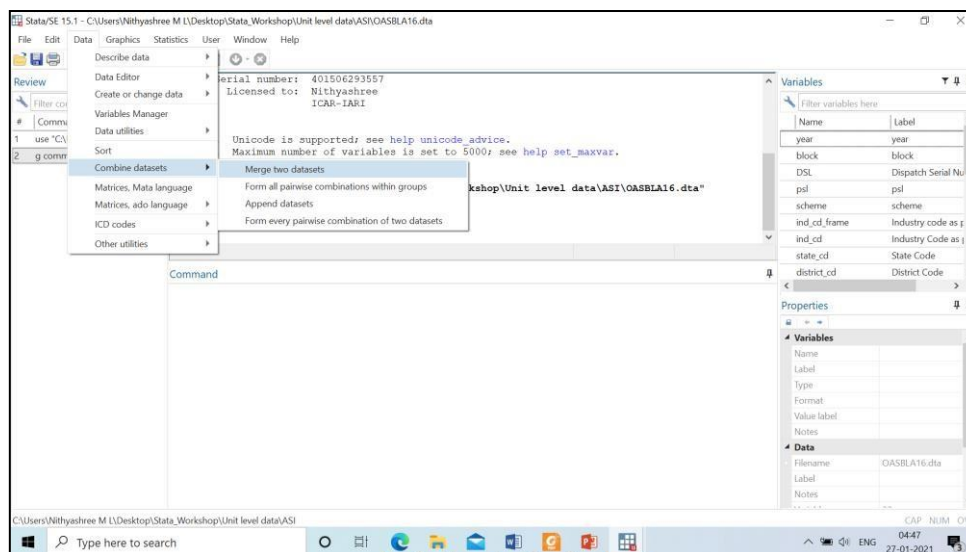 Stata/SE 15.1 - C:\Users\Nithyashree M L\Desktop\Stata_Workshop\Unit level data\ASI\OASBLA16.dta
File Edit Data Graphics Statistics User Window Help
Describe data
Data Editor
Create or change data
Variables Manager
Data utilities
Sort
Combine datasets
Matrices, Mata language
Matrices, ado language
ICD codes
Other utilities
Merge two datasets
Form all pairwise combinations within groups
Append datasets
Form every pairwise combination of two datasets
Review
Filter
# Comma
1 use "C:\
2 g comm
erial number: 401506293557
Licensed to: Nithyashree
ICAR-IARI
Unicode is supported; see help unicode_advice.
Maximum number of variables is set to 5000; see help set_maxvar.
kshop\Unit level data\ASI\OASBLA16.dta"
Command
Variables
Filter variables here
Name Label
year year
block block
DSL Dispatch Serial Nu
psl psl
scheme scheme
ind_cd_frame Industry code as p
ind_cd Industry Code as p
state_cd State Code
district_cd District Code
Properties
Variables
Name
Label
Type
Format
Value label
Notes
Data
Filename OASBLA16.dta
Label
Notes
C:\Users\Nithyashree M L\Desktop\Stata_Workshop\Unit level data\ASI
CAP NUM O
Type here to search
ENG
04:47
27-01-2021